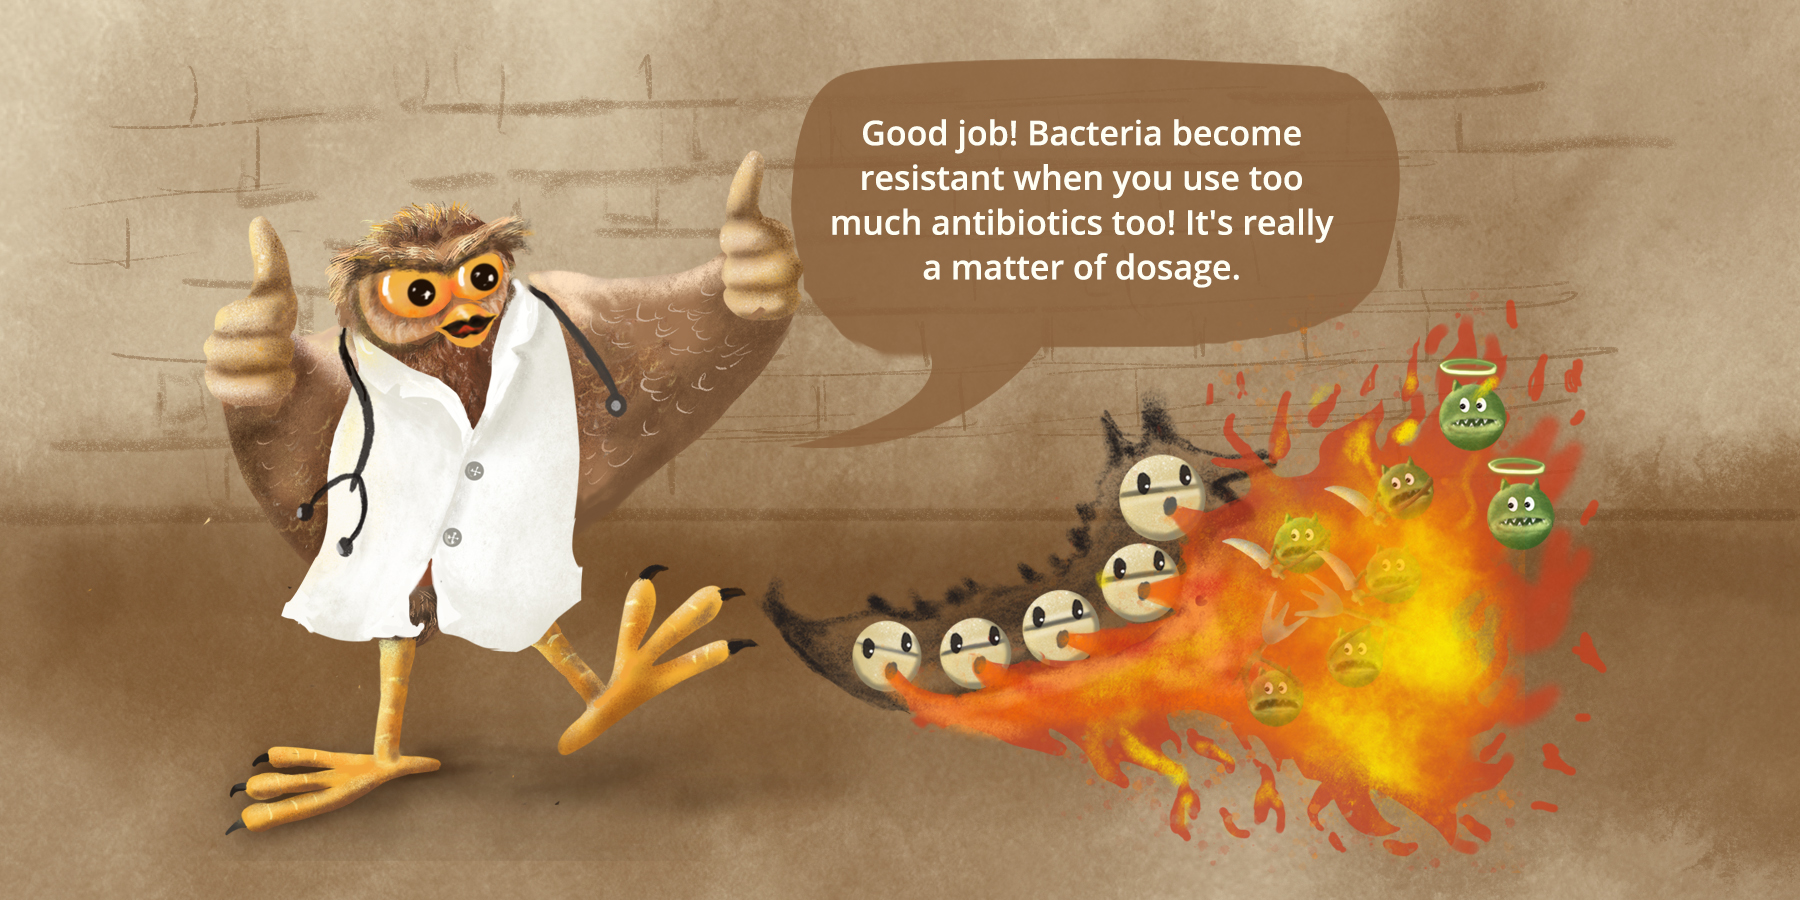 Good job! Bacteria become
resistant when you use too
much antibiotics too! It's really
a matter of dosage.